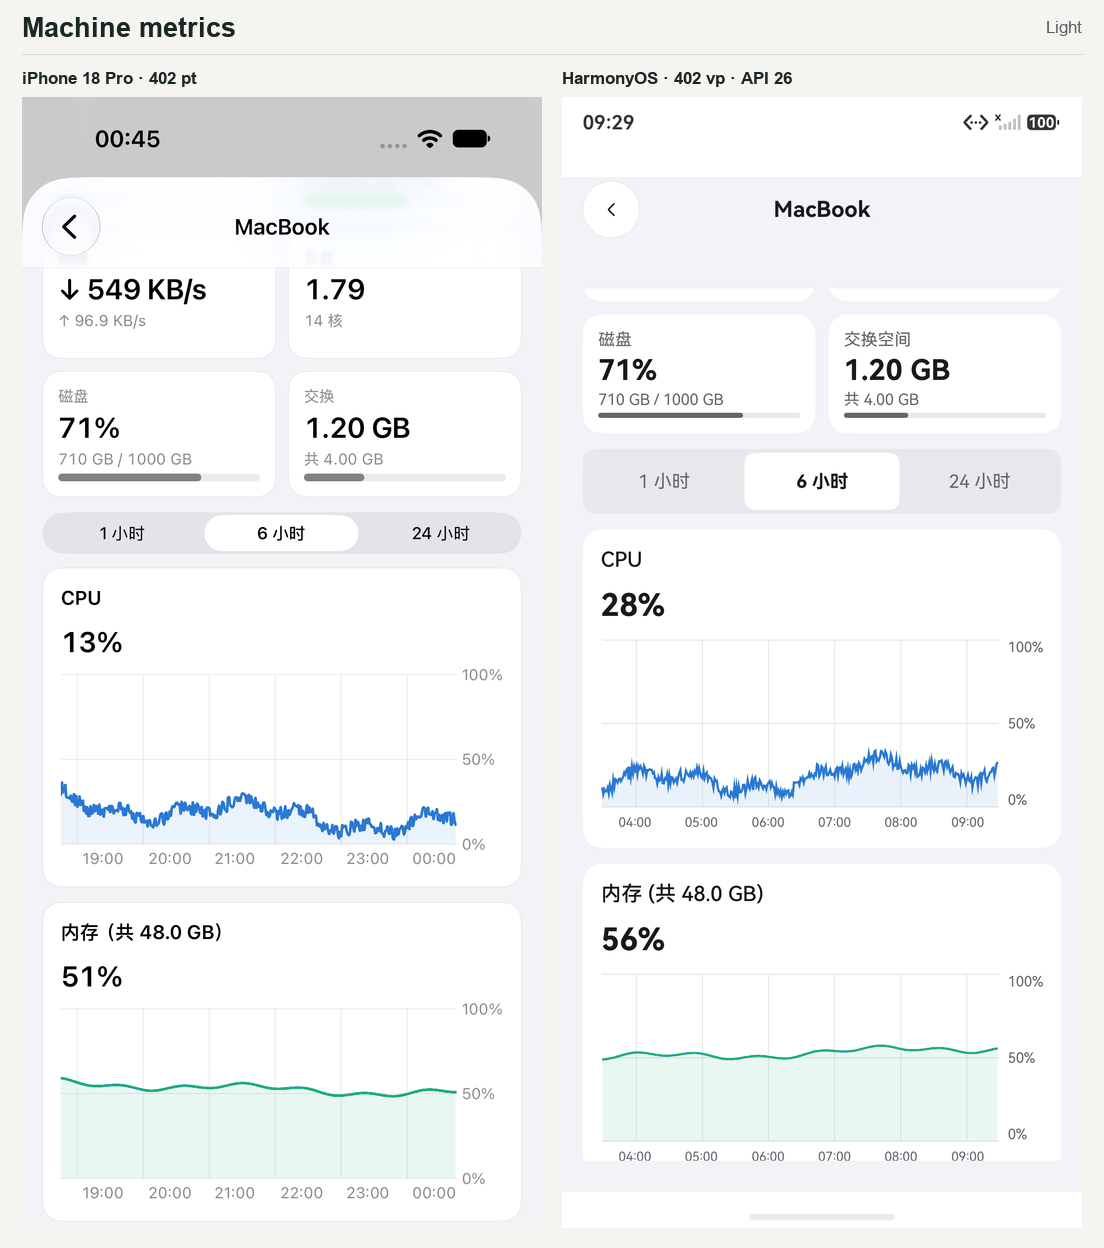 Machine metrics
Light
iPhone 18 Pro · 402 pt
00:45
MacBook
↓ 549 KB/s
↑ 96.9 KB/s
1.79
14 核
磁盘
71%
710 GB / 1000 GB
交换
1.20 GB
共 4.00 GB
1 小时
6 小时
24 小时
CPU
13%
100%
50%
0%
19:00 20:00 21:00 22:00 23:00 00:00
内存 (共 48.0 GB)
51%
100%
50%
0%
19:00 20:00 21:00 22:00 23:00 00:00
HarmonyOS · 402 vp · API 26
09:29
100
MacBook
磁盘
71%
710 GB / 1000 GB
交换空间
1.20 GB
共 4.00 GB
1 小时
6 小时
24 小时
CPU
28%
100%
50%
0%
04:00 05:00 06:00 07:00 08:00 09:00
内存 (共 48.0 GB)
56%
100%
50%
0%
04:00 05:00 06:00 07:00 08:00 09:00